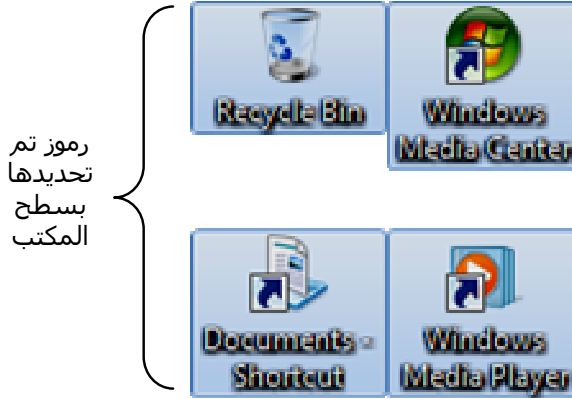 رموز تم
تحديدها
بسطح
المكتب
Recycle Bin
Windows
Media Center
Documents -
Shortcut
Windows
Media Player